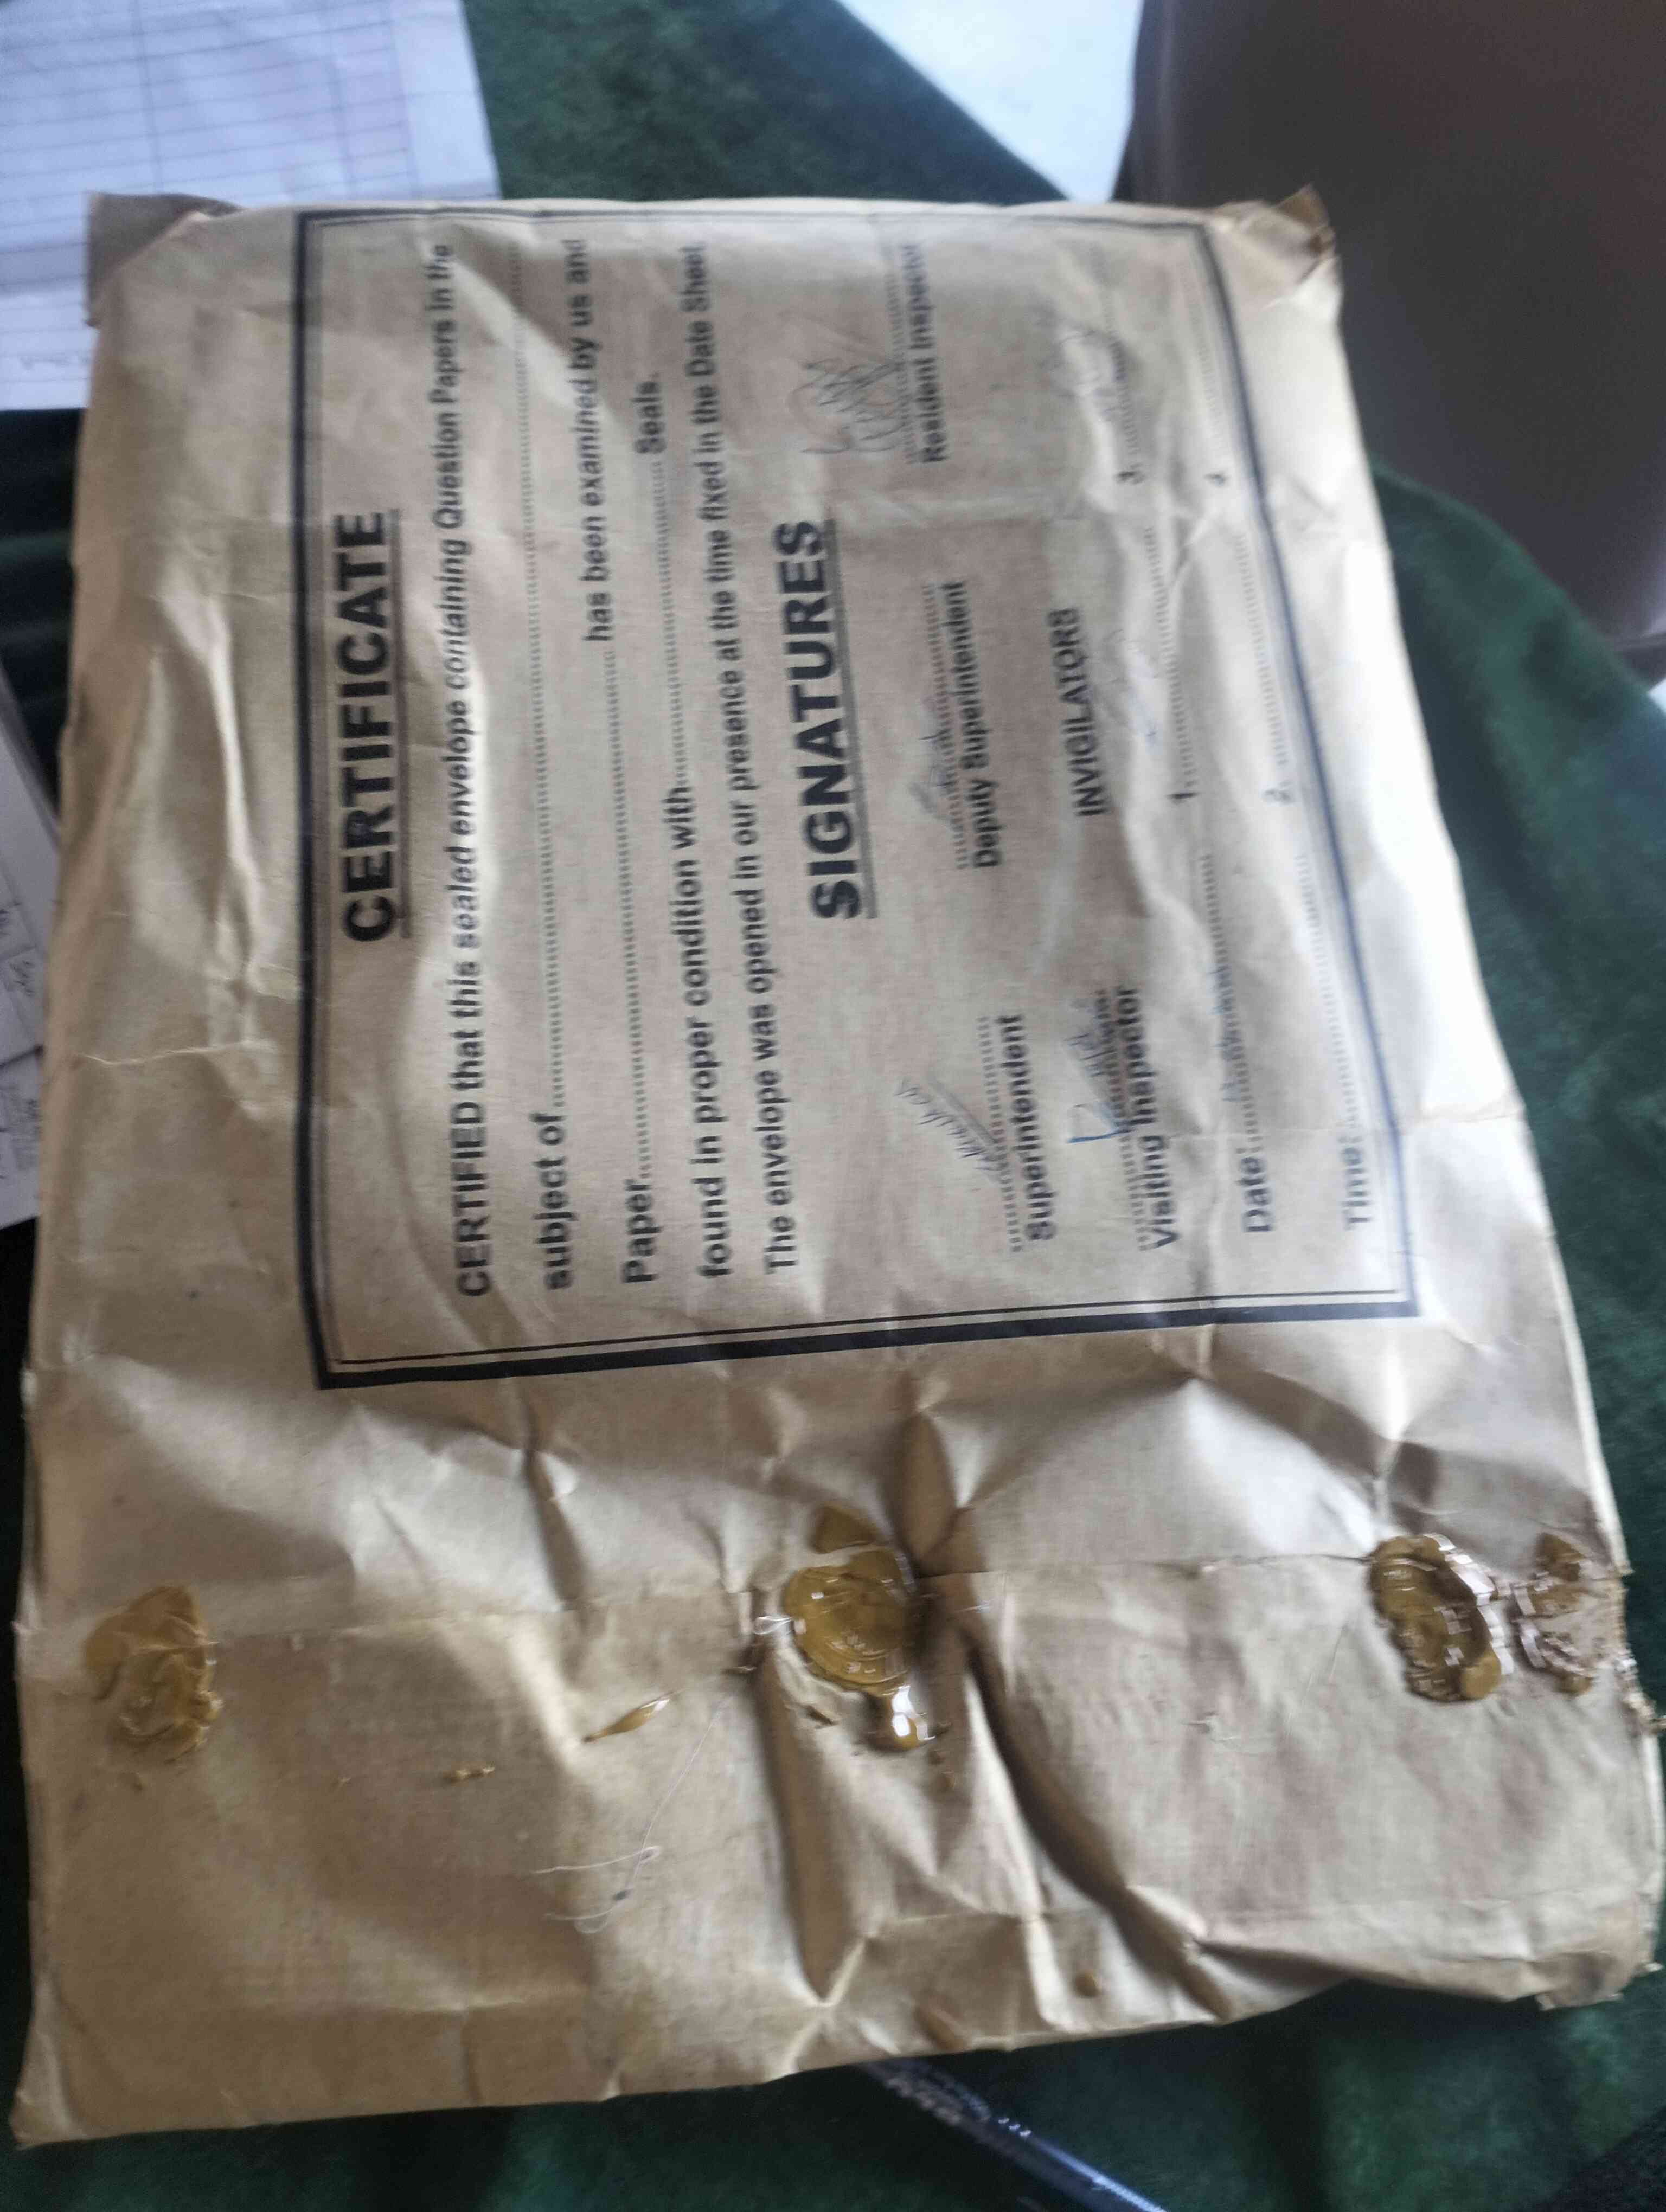 CERTIFICATE
CERTIFIED that this sealed envelope containing Question Papers in the
subject of................................................
Paper................................................has been examined by us and
found in proper condition with................................Seals.
The envelope was opened in our presence at the time fixed in the Date Sheet
SIGNATURES
Superintendent Deputy Superintendent Resident Inspector
Visiting Inspector INVIGILATORS
Date: 1. 3.
Time: 2. 4